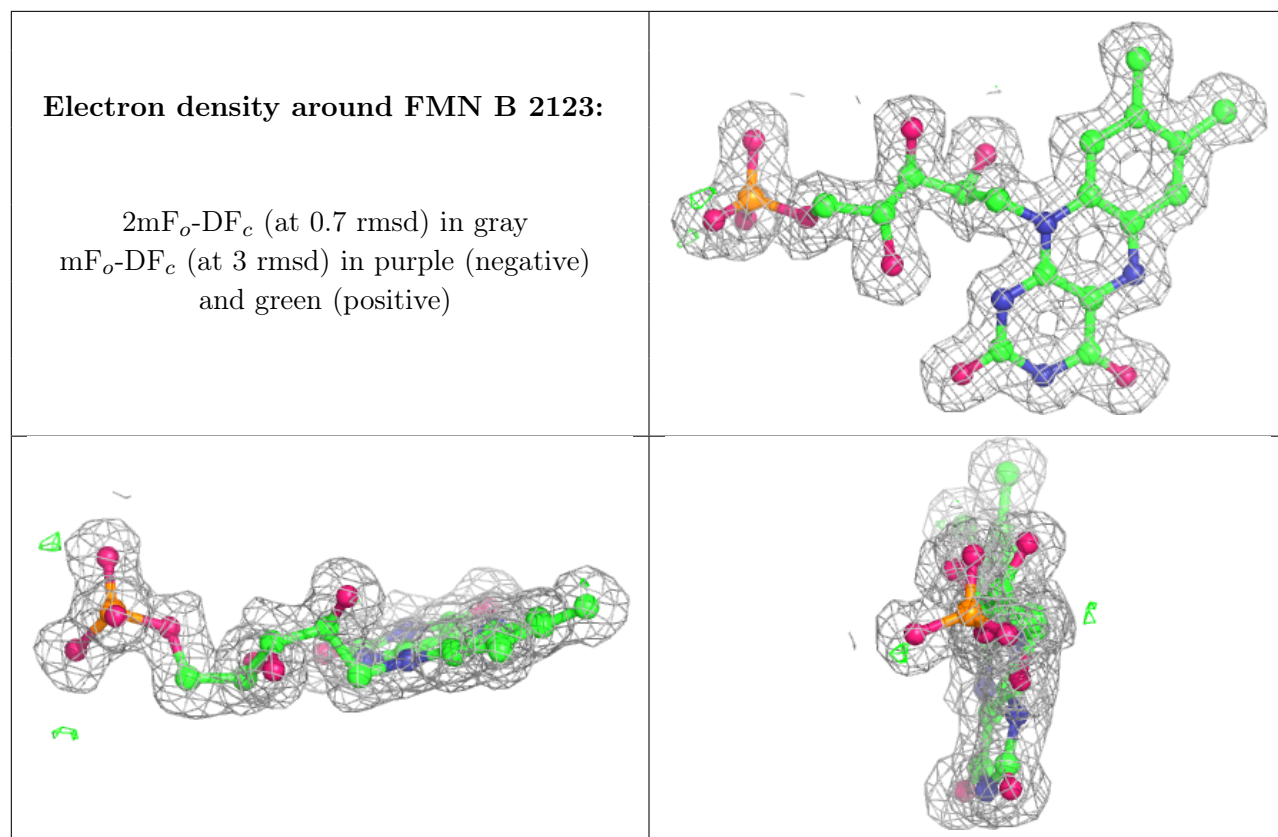 Electron density around FMN B 2123:
2mFₒ-DF𝒸 (at 0.7 rmsd) in gray
mFₒ-DF𝒸 (at 3 rmsd) in purple (negative)
and green (positive)